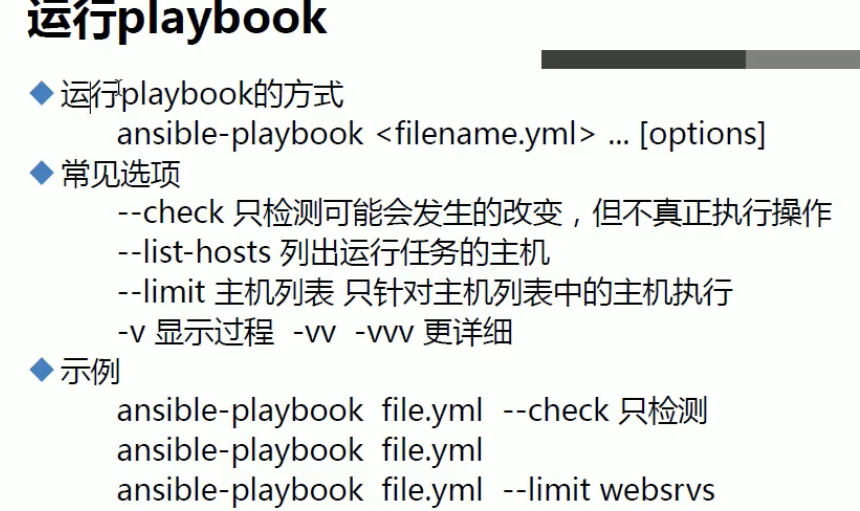 运行playbook
运行playbook的方式
ansible-playbook <filename.yml> ... [options]
常见选项
--check 只检测可能会发生的改变，但不真正执行操作
--list-hosts 列出运行任务的主机
--limit 主机列表 只针对主机列表中的主机执行
-v 显示过程 -vv -vvv 更详细
示例
ansible-playbook file.yml --check 只检测
ansible-playbook file.yml
ansible-playbook file.yml --limit websrvs